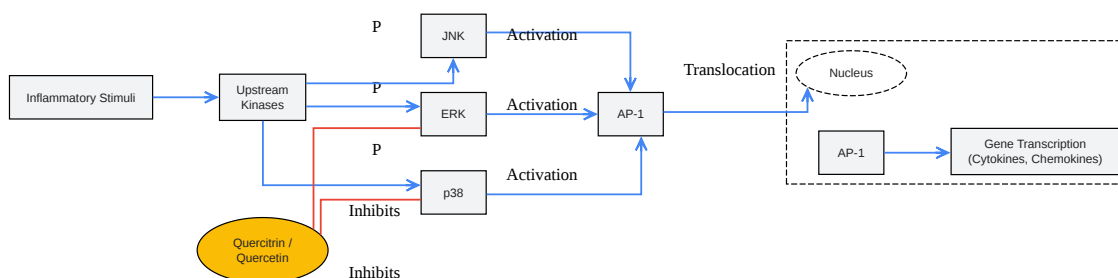 P
JNK
Activation
Translocation
Nucleus
Inflammatory Stimuli
Upstream
Kinases
P
ERK
Activation
AP-1
AP-1
Gene Transcription
(Cytokines, Chemokines)
P
p38
Activation
Inhibits
Quercitrin /
Quercetin
Inhibits